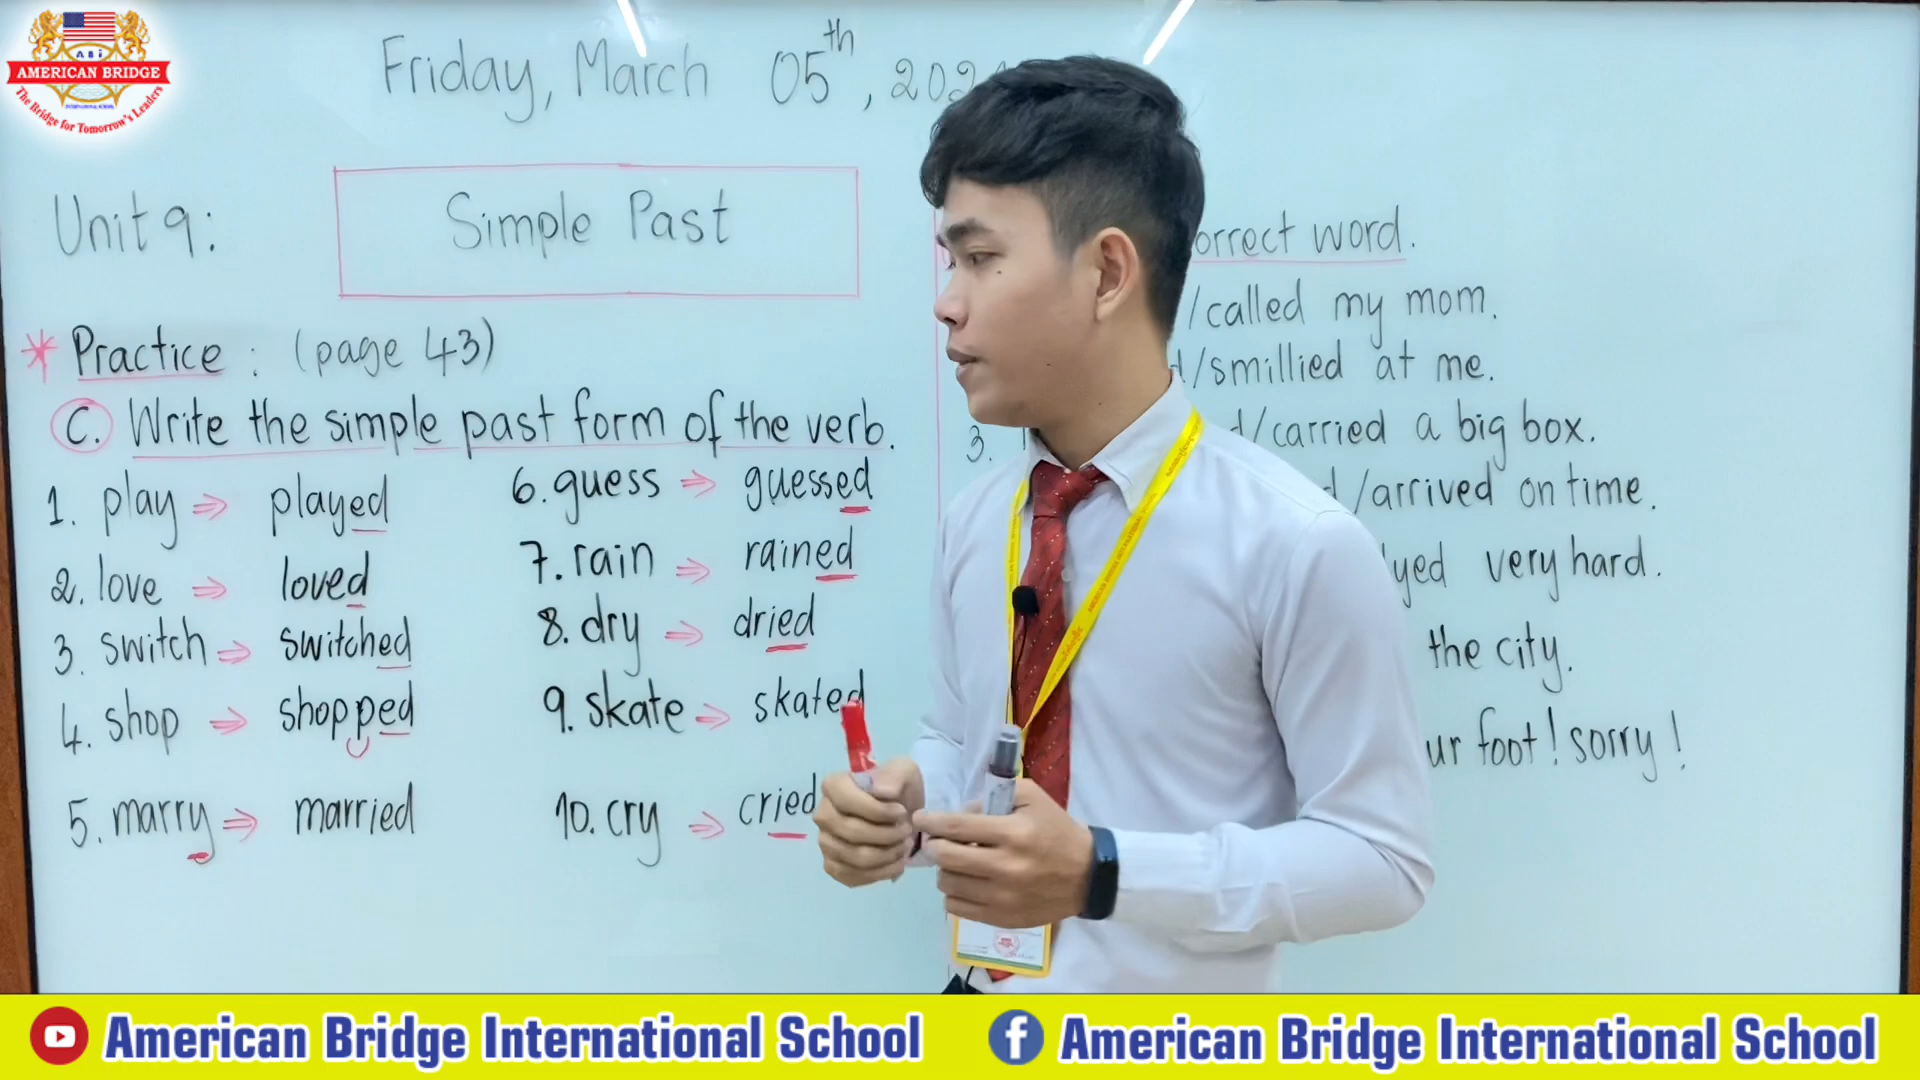 ABi
AMERICAN BRIDGE
INTERNATIONAL SCHOOL
The Bridge for Tomorrow's Leaders
Friday, March 05th, 202
Unit 9:
Simple Past
* Practice : (page 43)
C. Write the simple past form of the verb.
1. play ⇒ played
2. love ⇒ loved
3. switch ⇒ switched
4. shop ⇒ shopped
5. marry ⇒ married
6. guess ⇒ guessed
7. rain ⇒ rained
8. dry ⇒ dried
9. skate ⇒ skated
10. cry ⇒ cried
orrect word.
/called my mom.
d/smillied at me.
3. d/carried a big box.
d/arrived on time.
yed very hard.
the city.
ur foot! sorry!
American Bridge International School
American Bridge International School